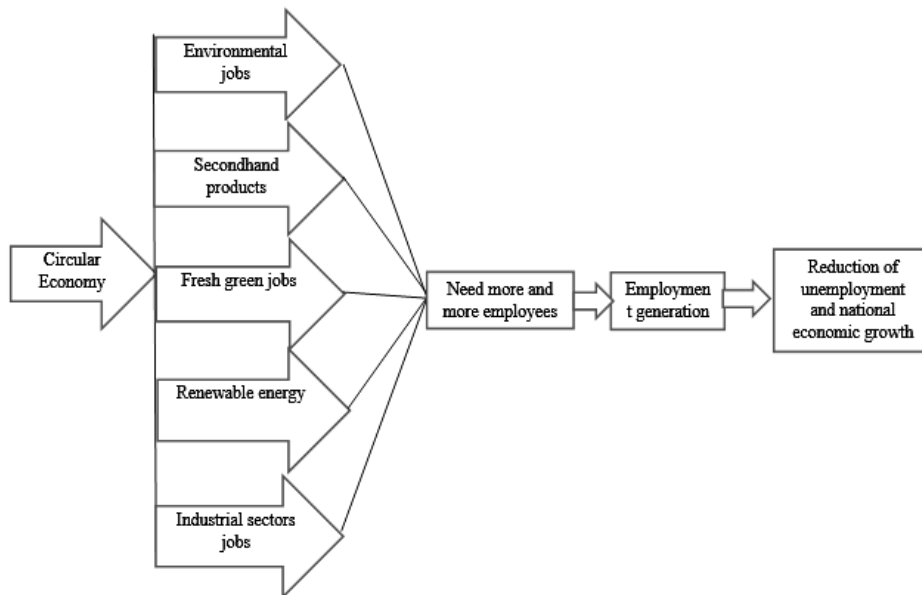 Environmental
jobs
Secondhand
products
Circular
Economy
Fresh green jobs
Renewable energy
Industrial sectors
jobs
Need more and
more employees
Employmen
t generation
Reduction of
unemployment
and national
economic growth